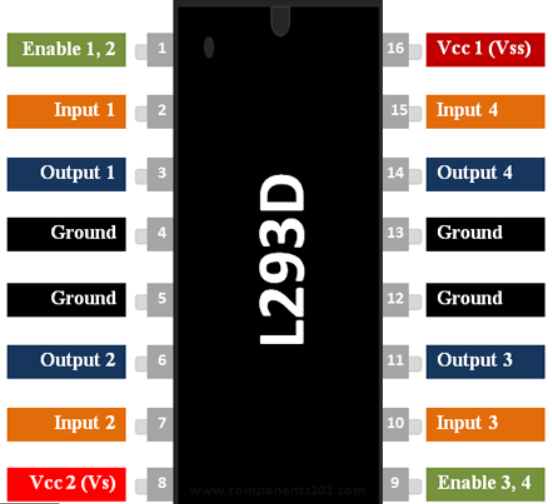 Enable 1, 2 1 16 Vcc 1 (Vss)
Input 1 2 15 Input 4
Output 1 3 14 Output 4
Ground 4 13 Ground
L293D
Ground 5 12 Ground
Output 2 6 11 Output 3
Input 2 7 10 Input 3
Vcc 2 (Vs) 8 9 Enable 3, 4
www.components101.com